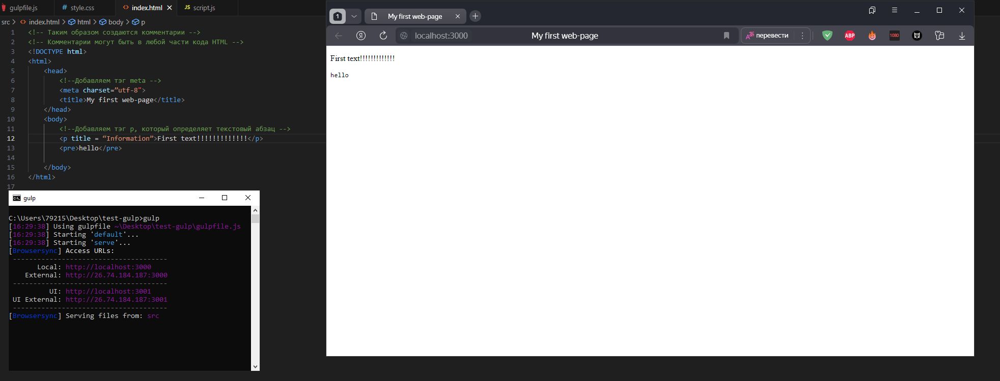 gulpfile.js
# style.css
<> index.html
JS script.js
src > <> index.html > html > body > p
1 <!-- Таким образом создаются комментарии -->
2 <!-- Комментарии могут быть в любой части кода HTML -->
3 <!DOCTYPE html>
4 <html>
5 <head>
6 <!--Добавляем тэг meta -->
7 <meta charset=”utf-8">
8 <title>My first web-page</title>
9 </head>
10 <body>
11 <!--Добавляем тэг p, который определяет текстовый абзац -->
12 <p title = “Information”>First text!!!!!!!!!!!!!</p>
13 <pre>hello</pre>
14
15 </body>
16 </html>
17
gulp
C:\Users\79215\Desktop\test-gulp>gulp
[16:29:38] Using gulpfile ~\Desktop\test-gulp\gulpfile.js
[16:29:38] Starting 'default'...
[16:29:38] Starting 'serve'...
[Browsersync] Access URLs:
--------------------------------------
Local: http://localhost:3000
External: http://26.74.184.187:3000
--------------------------------------
UI: http://localhost:3001
UI External: http://26.74.184.187:3001
--------------------------------------
[Browsersync] Serving files from: src
1
My first web-page
Я
localhost:3000
My first web-page
перевести
ABP
1080
First text!!!!!!!!!!!!!
hello